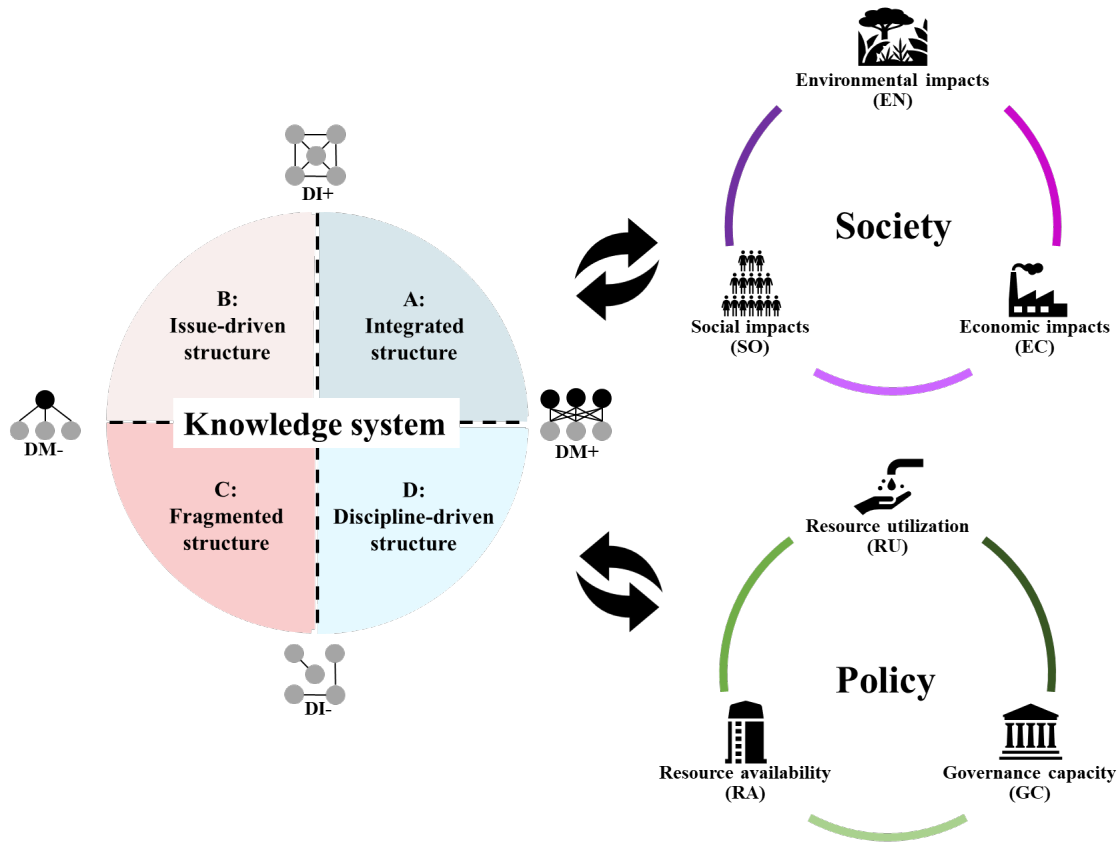 DI+
B:
Issue-driven
structure
A:
Integrated
structure
DM-
Knowledge system
DM+
C:
Fragmented
structure
D:
Discipline-driven
structure
DI-
Environmental impacts
(EN)
Society
Social impacts
(SO)
Economic impacts
(EC)
Resource utilization
(RU)
Policy
Resource availability
(RA)
Governance capacity
(GC)